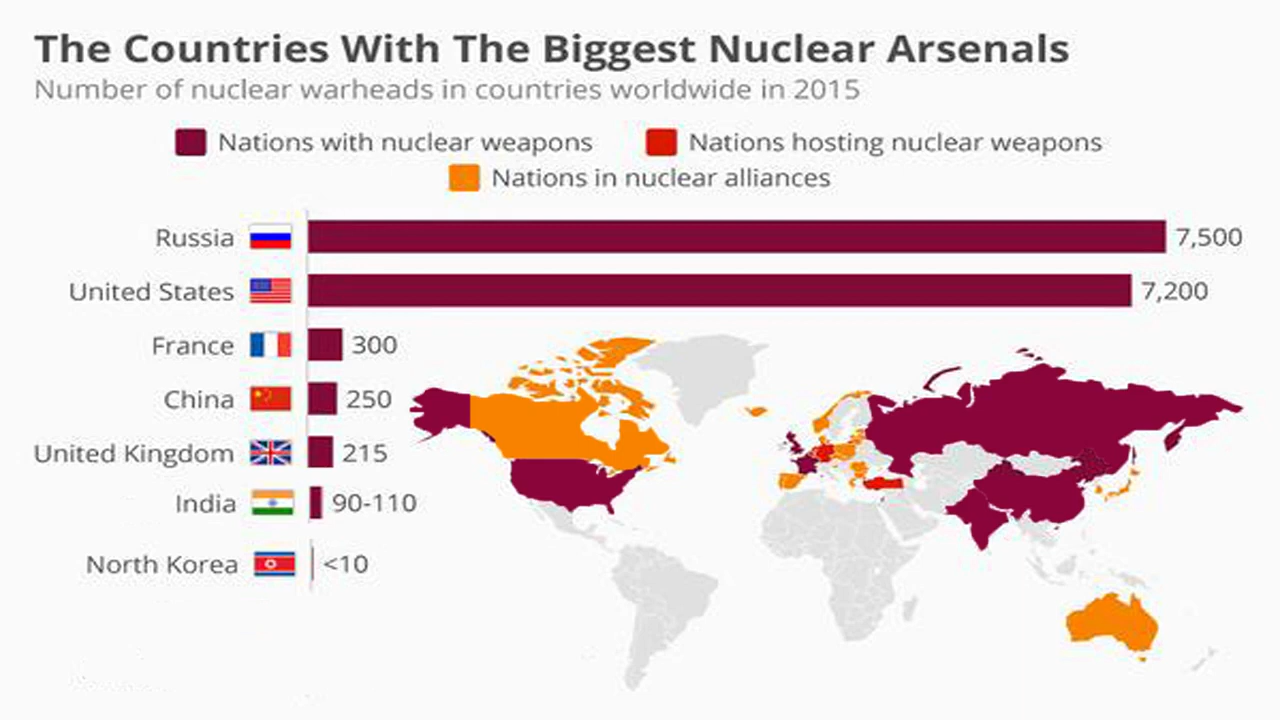 The Countries With The Biggest Nuclear Arsenals
Number of nuclear warheads in countries worldwide in 2015
Nations with nuclear weapons
Nations hosting nuclear weapons
Nations in nuclear alliances
Russia 7,500
United States 7,200
France 300
China 250
United Kingdom 215
India 90-110
North Korea <10